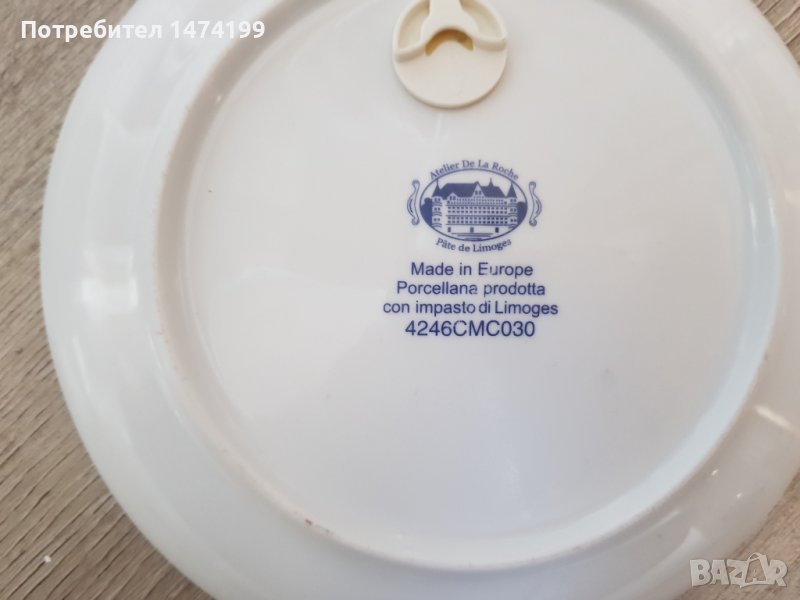 Потребител 1474199
Atelier De La Roche
Pâte de Limoges
Made in Europe
Porcellana prodotta
con impasto di Limoges
4246CMC030
BAZAR